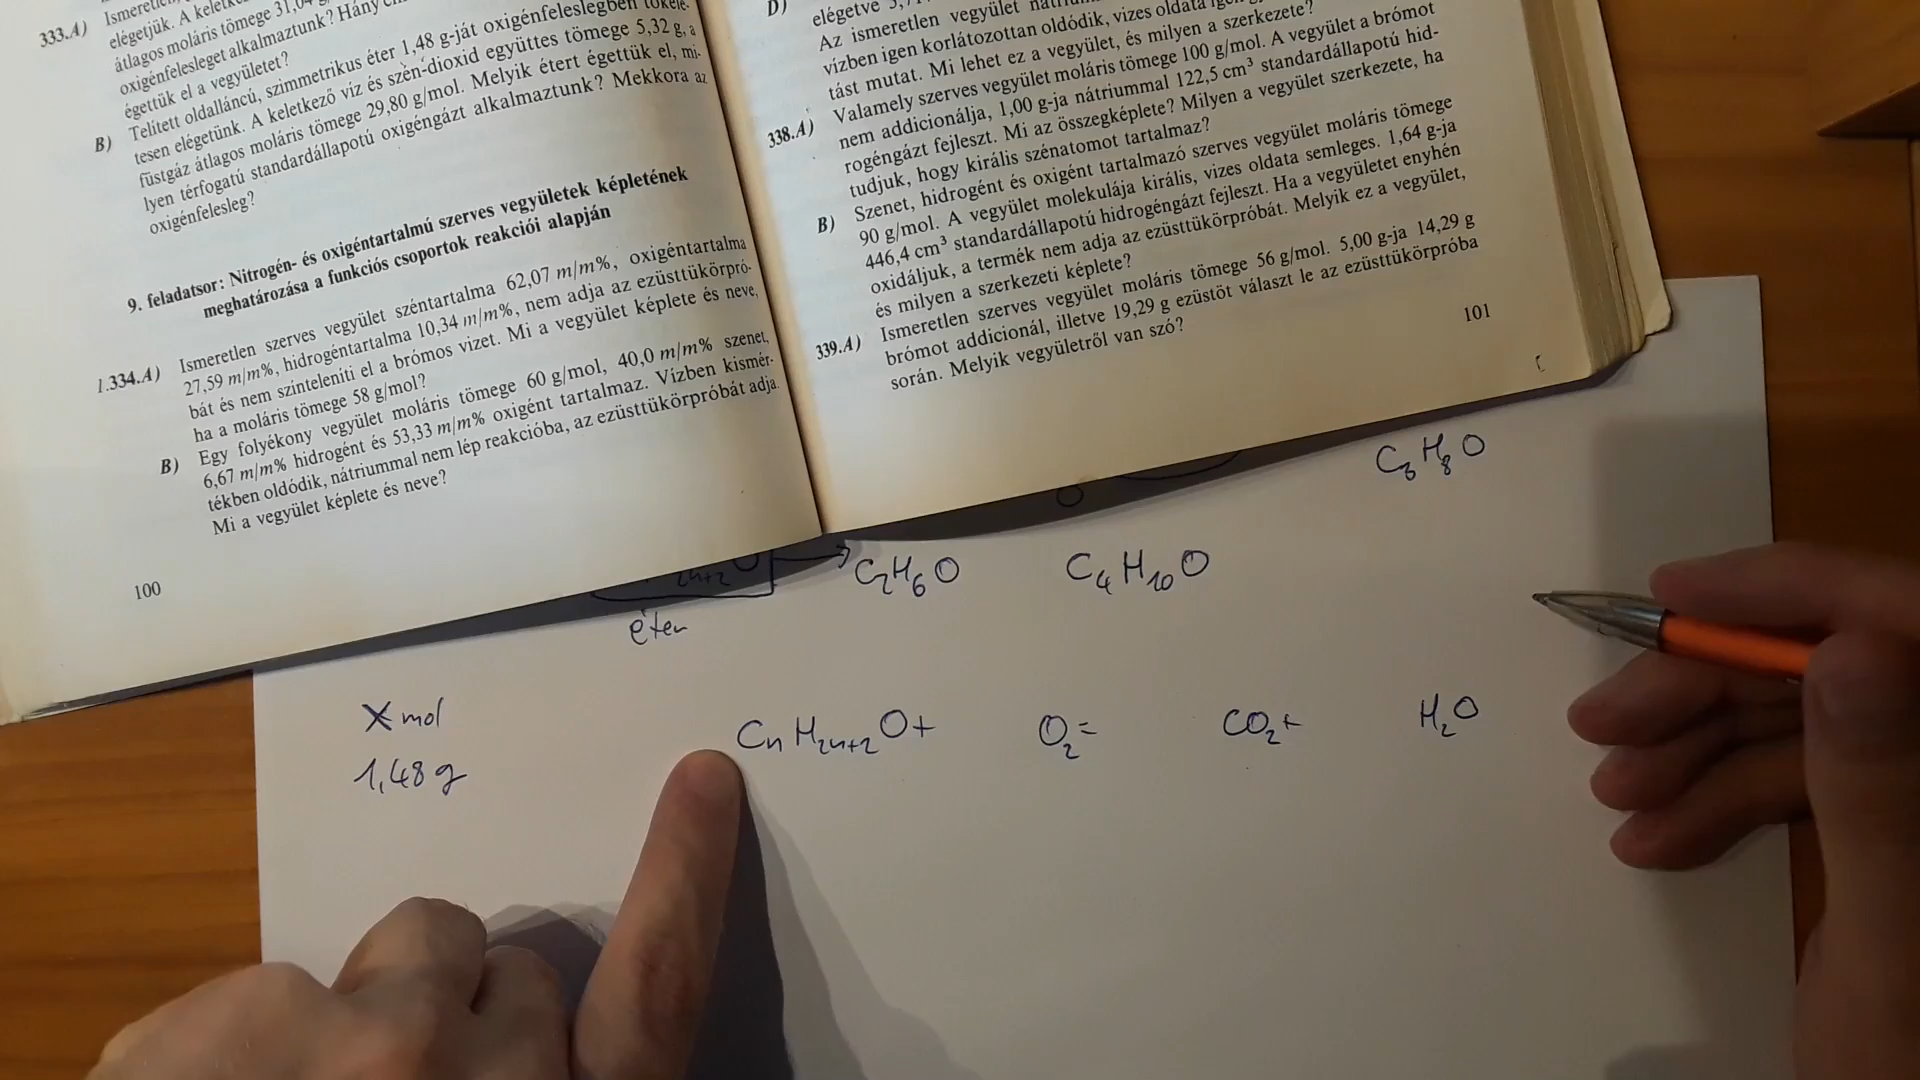 333.A)
átlagos moláris tömege 31,04
oxigénfelesleget alkalmaztunk? Hány
égettük el a vegyületet?
B) Telített oldalláncú, szimmetrikus éter 1,48 g-ját oxigénfeleslegben tökéle-
tesen elégetünk. A keletkező víz és szén-dioxid együttes tömege 5,32 g, a
füstgáz átlagos moláris tömege 29,80 g/mol. Melyik étert égettük el, mi-
lyen térfogatú standardállapotú oxigéngázt alkalmaztunk? Mekkora az
oxigénfelesleg?
9. feladatsor: Nitrogén- és oxigéntartalmú szerves vegyületek képletének
meghatározása a funkciós csoportok reakciói alapján
1.334.A) Ismeretlen szerves vegyület széntartalma 62,07 m/m%, oxigéntartalma
27,59 m/m%, hidrogéntartalma 10,34 m/m%, nem adja az ezüsttükörpró-
bát és nem színteleníti el a brómos vizet. Mi a vegyület képlete és neve,
ha a moláris tömege 58 g/mol?
B) Egy folyékony vegyület moláris tömege 60 g/mol, 40,0 m/m% szenet,
6,67 m/m% hidrogént és 53,33 m/m% oxigént tartalmaz. Vízben kismér-
tékben oldódik, nátriummal nem lép reakcióba, az ezüsttükörpróbát adja.
Mi a vegyület képlete és neve?
100
D) elégetve
Az ismeretlen vegyület
vízben igen korlátozottan oldódik, vizes oldata
tást mutat. Mi lehet ez a vegyület, és milyen a szerkezete?
338.A) Valamely szerves vegyület moláris tömege 100 g/mol. A vegyület a brómot
nem addicionálja, 1,00 g-ja nátriummal 122,5 cm³ standardállapotú hid-
rogéngázt fejleszt. Mi az összegképlete? Milyen a vegyület szerkezete, ha
tudjuk, hogy királis szénatomot tartalmaz?
B) Szenet, hidrogént és oxigént tartalmazó szerves vegyület moláris tömege
90 g/mol. A vegyület molekulája királis, vizes oldata semleges. 1,64 g-ja
446,4 cm³ standardállapotú hidrogéngázt fejleszt. Ha a vegyületet enyhén
oxidáljuk, a termék nem adja az ezüsttükörpróbát. Melyik ez a vegyület,
és milyen a szerkezeti képlete?
339.A) Ismeretlen szerves vegyület moláris tömege 56 g/mol. 5,00 g-ja 14,29 g
brómot addicionál, illetve 19,29 g ezüstöt választ le az ezüsttükörpróba
során. Melyik vegyületről van szó?
101
C₃H₈O
₂ₙ₊₂O → C₂H₆O C₄H₁₀O
éter
X mol CₙH₂ₙ₊₂O + O₂ = CO₂ + H₂O
1,48 g